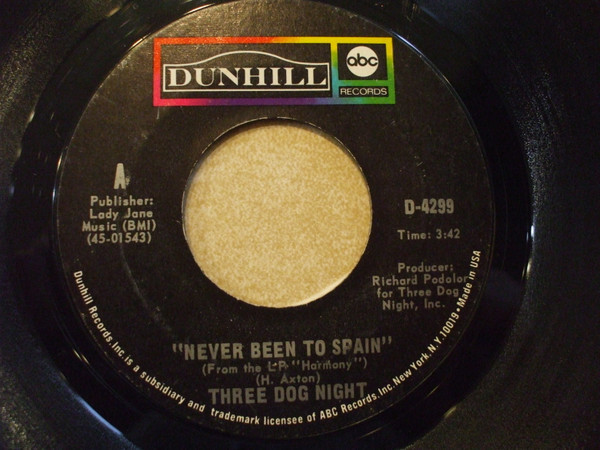 DUNHILL
abc
RECORDS
A
Publisher:
Lady Jane
Music (BMI)
(45-01543)
D-4299
Time: 3:42
Producer:
Richard Podolor
for Three Dog
Night, Inc.
"NEVER BEEN TO SPAIN"
(From the LP "Harmony")
(H. Axton)
THREE DOG NIGHT
Dunhill Records, Inc. is a subsidiary and trademark licensee of ABC Records, Inc. New York, N.Y. 10019 • Made in USA